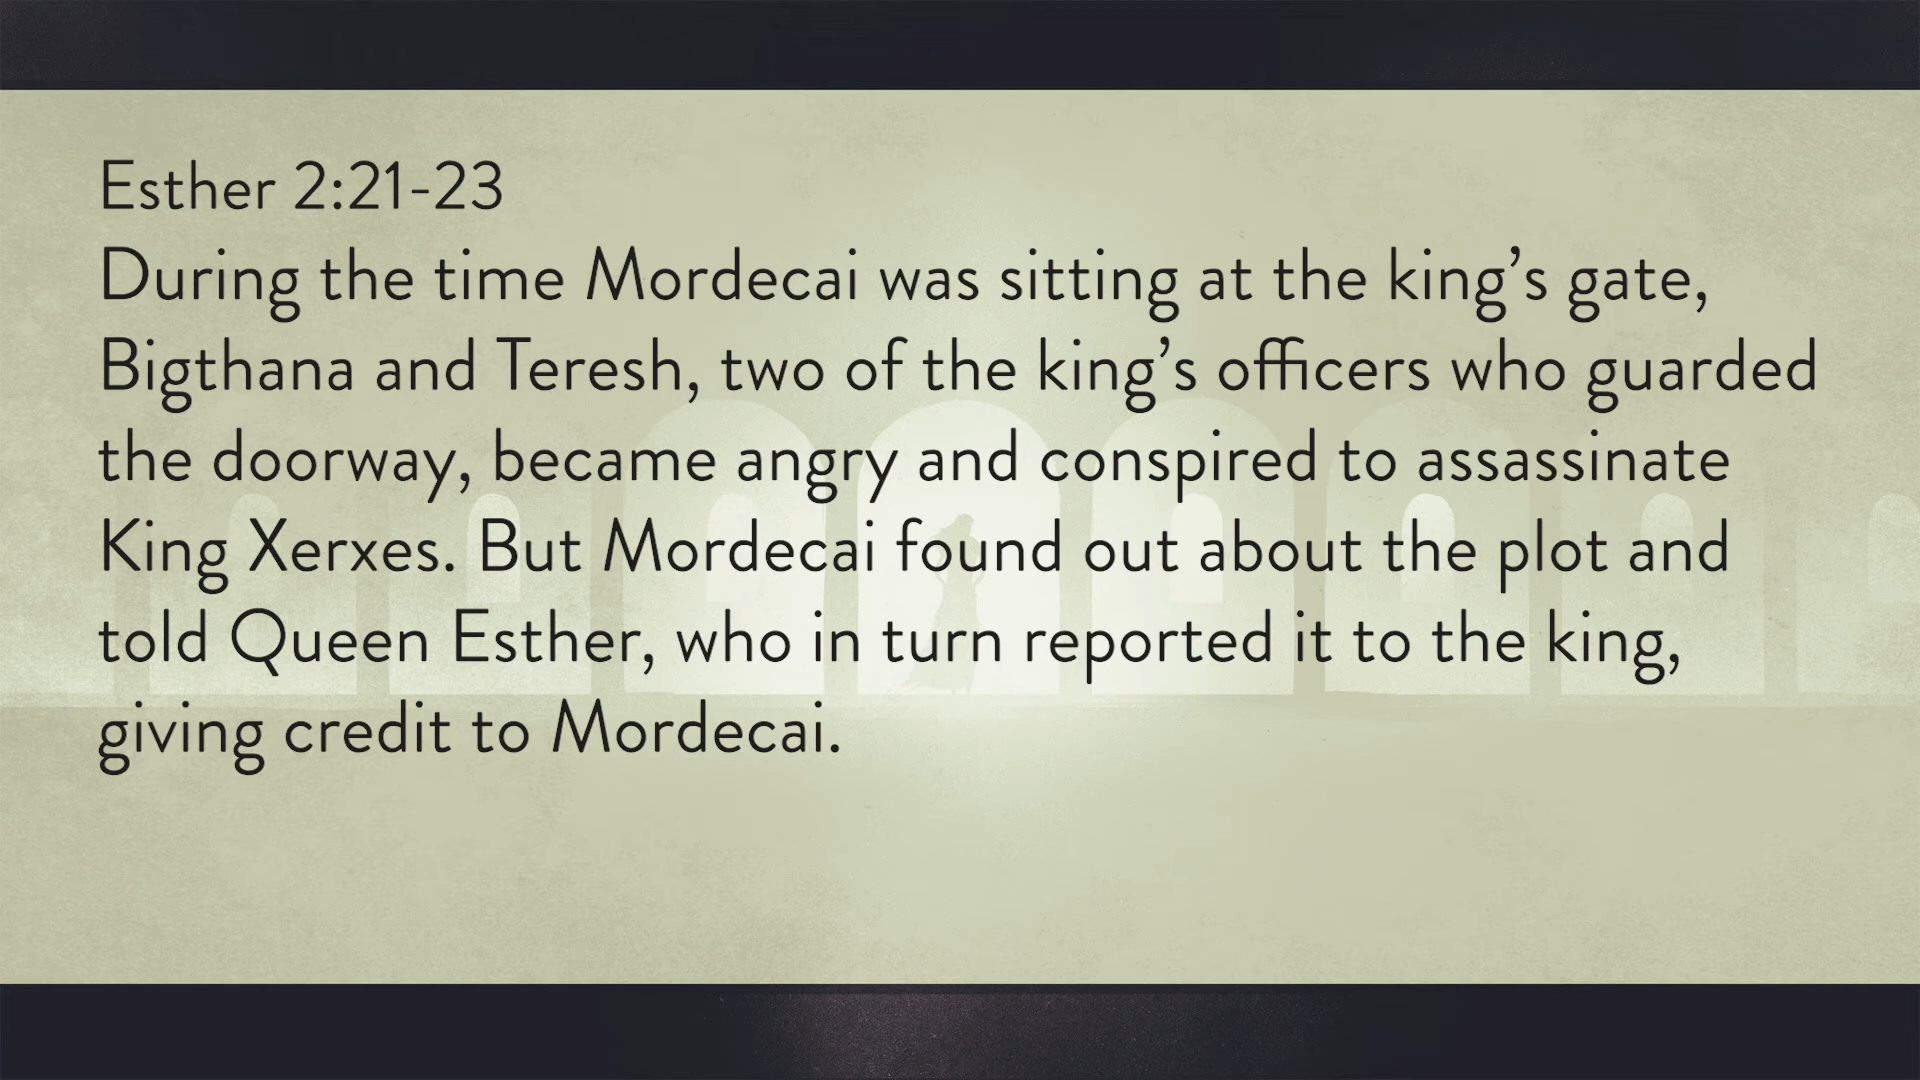 Esther 2:21-23
During the time Mordecai was sitting at the king’s gate,
Bigthana and Teresh, two of the king’s officers who guarded
the doorway, became angry and conspired to assassinate
King Xerxes. But Mordecai found out about the plot and
told Queen Esther, who in turn reported it to the king,
giving credit to Mordecai.